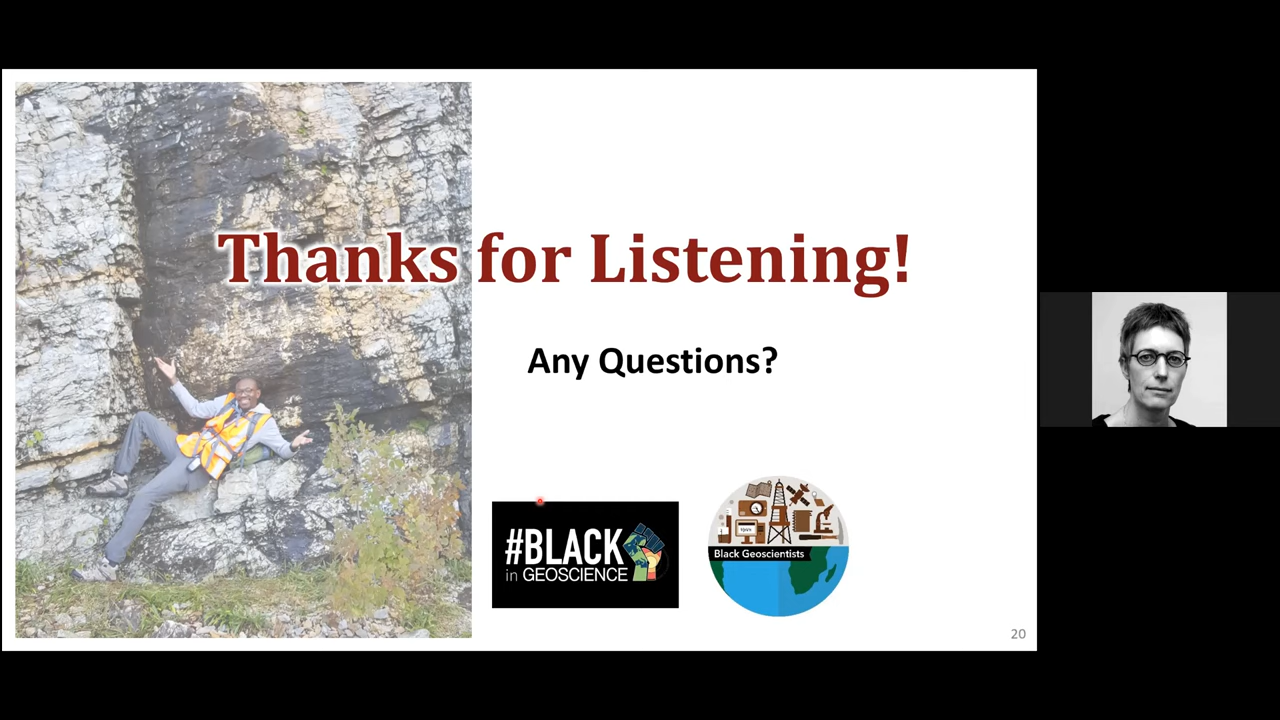 Thanks for Listening!
Any Questions?
#BLACK
in GEOSCIENCE
Black Geoscientists
20